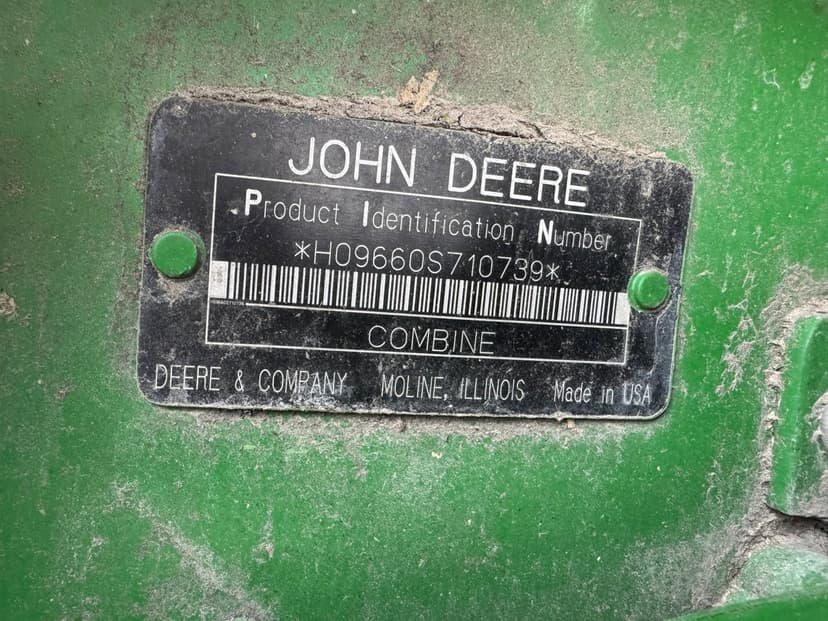 JOHN DEERE
Product Identification Number
*H09660S710739*
COMBINE
DEERE & COMPANY MOLINE, ILLINOIS Made in USA